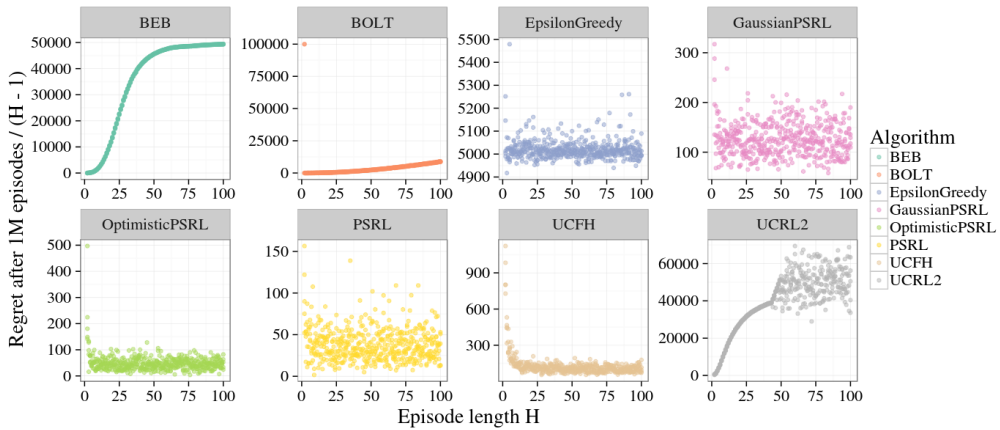 BEB BOLT EpsilonGreedy GaussianPSRL
50000 40000 30000 20000 10000 0
100000 75000 50000 25000 0
5500 5400 5300 5200 5100 5000 4900
300 200 100
0 25 50 75 100 0 25 50 75 100 0 25 50 75 100 0 25 50 75 100
OptimisticPSRL PSRL UCFH UCRL2
500 400 300 200 100 0
150 100 50 0
900 600 300
60000 40000 20000 0
0 25 50 75 100 0 25 50 75 100 0 25 50 75 100 0 25 50 75 100
Regret after 1M episodes / (H - 1)
Episode length H
Algorithm
BEB
BOLT
EpsilonGreedy
GaussianPSRL
OptimisticPSRL
PSRL
UCFH
UCRL2